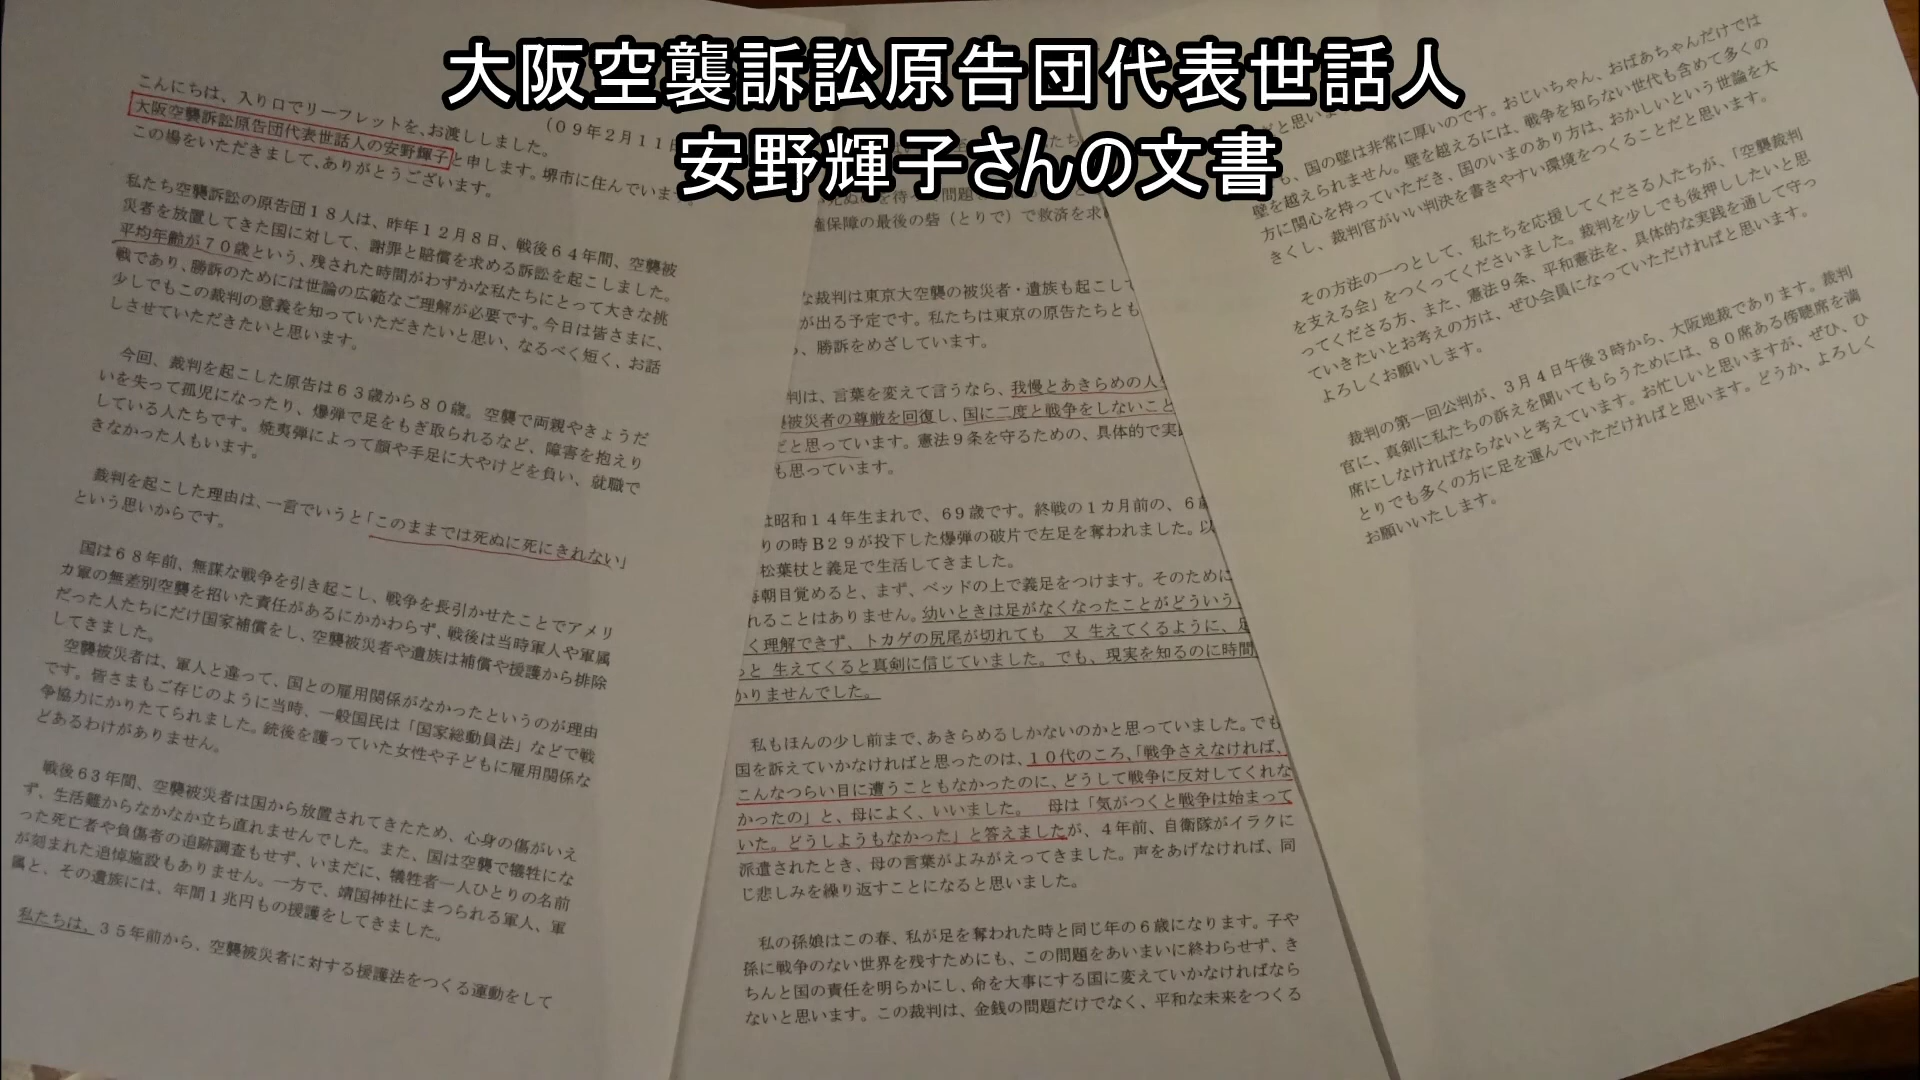 大阪空襲訴訟原告団代表世話人
安野輝子さんの文書
(09年2月11日
こんにちは、入り口でリーフレットを、お渡ししました。
大阪空襲訴訟原告団代表世話人の安野輝子と申します。堺市に住んでいます。
この場をいただきまして、ありがとうございます。
私たち空襲訴訟の原告団18人は、昨年12月8日、戦後64年間、空襲被
災者を放置してきた国に対して、謝罪と賠償を求める訴訟を起こしました。
平均年齢が70歳という、残された時間がわずかな私たちにとって大きな挑
戦であり、勝訴のためには世論の広範なご理解が必要です。今日は皆さまに、
少しでもこの裁判の意義を知っていただきたいと思い、なるべく短く、お話
しさせていただきたいと思います。
今回、裁判を起こした原告は63歳から80歳。空襲で両親やきょうだ
いを失って孤児になったり、爆弾で足をもぎ取られるなど、障害を抱えり
している人たちです。焼夷弾によって顔や手足に大やけどを負い、就職で
きなかった人もいます。
裁判を起こした理由は、一言でいうと「このままでは死ぬに死にきれない」
という思いからです。
国は68年前、無謀な戦争を引き起こし、戦争を長引かせたことでアメリ
カ軍の無差別空襲を招いた責任があるにかかわらず、戦後は当時軍人や軍属
だった人たちにだけ国家補償をし、空襲被災者や遺族は補償や援護から排除
してきました。
空襲被災者は、軍人と違って、国との雇用関係がなかったというのが理由
です。皆さまもご存じのように当時、一般国民は「国家総動員法」などで戦
争協力にかりたてられました。銃後を護っていた女性や子どもに雇用関係な
どあるわけがありません。
戦後63年間、空襲被災者は国から放置されてきたため、心身の傷がいえ
ず、生活難からなかなか立ち直れませんでした。また、国は空襲で犠牲にな
った死亡者や負傷者の追跡調査もせず、いまだに、犠牲者一人ひとりの名前
が刻まれた追悼施設もありません。一方で、靖国神社にまつられる軍人、軍
属と、その遺族には、年間1兆円もの援護をしてきました。
私たちは、35年前から、空襲被災者に対する援護法をつくる運動をして
死ぬのを待って問題
権保障の最後の砦(とりで)で救済を求
な裁判は東京大空襲の被災者・遺族も起こして
が出る予定です。私たちは東京の原告たちとも
、勝訴をめざしています。
判は、言葉を変えて言うなら、我慢とあきらめの人生
被災者の尊厳を回復し、国に二度と戦争をしないこと
だと思っています。憲法9条を守るための、具体的で実
も思っています。
は昭和14年生まれで、69歳です。終戦の1カ月前の、6歳
りの時B29が投下した爆弾の破片で左足を奪われました。以
松葉杖と義足で生活してきました。
毎朝目覚めると、まず、ベッドの上で義足をつけます。そのために
れることはありません。幼いときは足がなくなったことがどういう
く理解できず、トカゲの尻尾が切れても 又 生えてくるように、足
っと 生えてくると真剣に信じていました。でも、現実を知るのに時間
かりませんでした。
私もほんの少し前まで、あきらめるしかないのかと思っていました。でも
国を訴えていかなければと思ったのは、10代のころ、「戦争さえなければ、
こんなつらい目に遭うこともなかったのに、どうして戦争に反対してくれな
かったの」と、母によく、いいました。 母は「気がつくと戦争は始まって
いた。どうしようもなかった」と答えましたが、4年前、自衛隊がイラクに
派遣されたとき、母の言葉がよみがえってきました。声をあげなければ、同
じ悲しみを繰り返すことになると思いました。
私の孫娘はこの春、私が足を奪われた時と同じ年の6歳になります。子や
孫に戦争のない世界を残すためにも、この問題をあいまいに終わらせず、き
ちんと国の責任を明らかにし、命を大事にする国に変えていかなければなら
ないと思います。この裁判は、金銭の問題だけでなく、平和な未来をつくる
だと思いま
も、国の壁は非常に厚いのです。おじいちゃん、おばあちゃんだけでは
壁を越えられません。壁を越えるには、戦争を知らない世代も含めて多くの
方に関心を持っていただき、国のいまのあり方は、おかしいという世論を大
きくし、裁判官がいい判決を書きやすい環境をつくることだと思います。
その方法の一つとして、私たちを応援してくださる人たちが、「空襲裁判
を支える会」をつくってくださいました。裁判を少しでも後押ししたいと思
ってくださる方、また、憲法9条、平和憲法を、具体的な実践を通して守っ
ていきたいとお考えの方は、ぜひ会員になっていただければと思います。
よろしくお願いします。
裁判の第一回公判が、3月4日午後3時から、大阪地裁であります。裁判
官に、真剣に私たちの訴えを聞いてもらうためには、80席ある傍聴席を満
席にしなければならないと考えています。お忙しいと思いますが、ぜひ、ひ
とりでも多くの方に足を運んでいただければと思います。どうか、よろしく
お願いいたします。